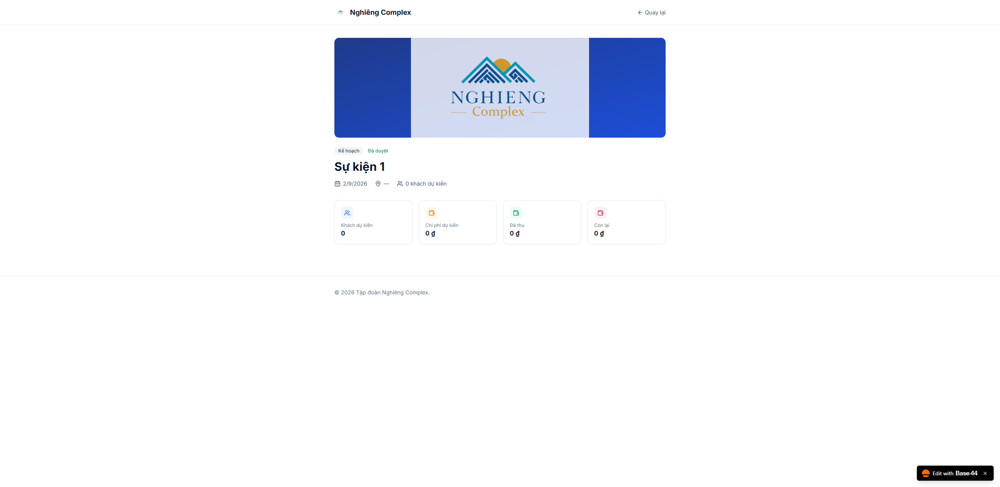 Nghiêng Complex
Quay lại
NGHIENG
Complex
Kế hoạch Đã duyệt
Sự kiện 1
2/9/2026 — 0 khách dự kiến
Khách dự kiến
0
Chi phí dự kiến
0 ₫
Đã thu
0 ₫
Còn lại
0 ₫
© 2026 Tập đoàn Nghiêng Complex.
Edit with Base44